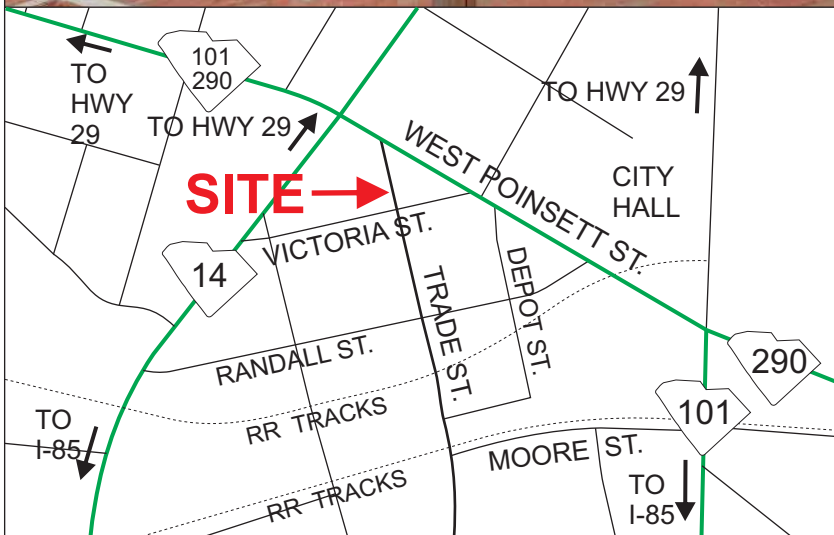 101
290
TO
HWY
29
TO HWY 29
TO HWY 29
WEST POINSETT ST.
CITY
HALL
SITE
VICTORIA ST.
14
TRADE ST.
DEPOT ST.
RANDALL ST.
290
101
RR TRACKS
TO
I-85
MOORE ST.
RR TRACKS
TO
I-85